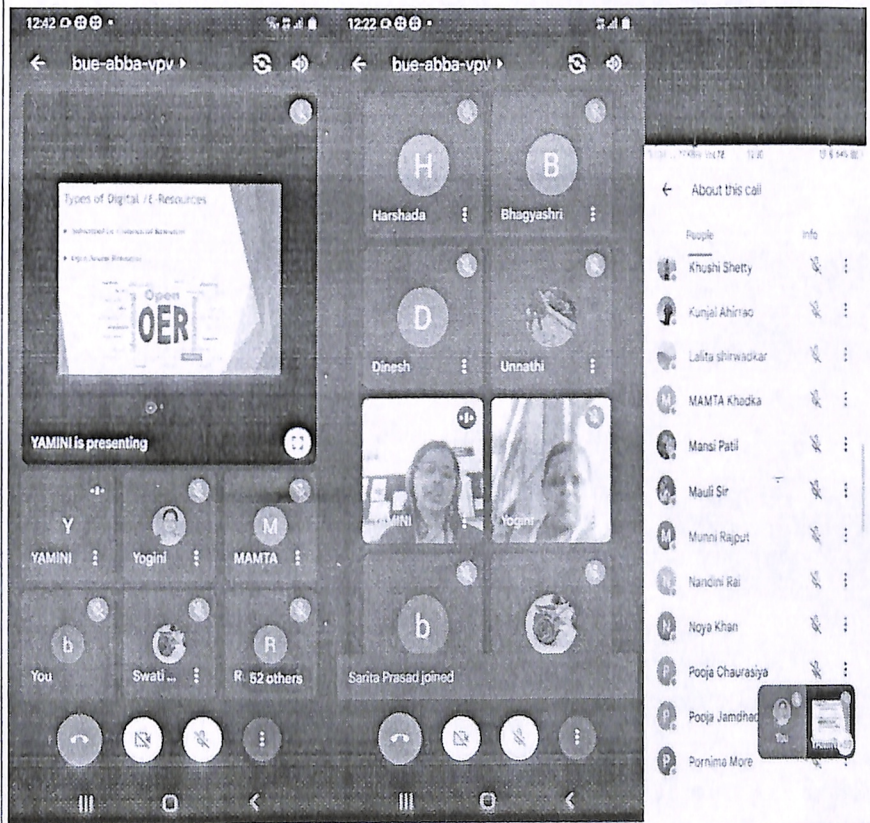 12:42
bue-abba-vpv
Types of Digital /E-Resources
Open
OER
YAMINI is presenting
Y
YAMINI
Yogini
M
MAMTA
b
You
Swati ...
R
R. 52 others
12:22
bue-abba-vpv
H
Harshada
B
Bhagyashri
D
Dinesh
Unnathi
Yogini
b
Sarita Prasad joined
About this call
People
Info
Khushi Shetty
Kunjal Ahirrao
Lalita shirwadkar
M
MAMTA Khadka
Mansi Patil
Mauli Sir
M
Munni Rajput
N
Nandini Rai
N
Noya Khan
P
Pooja Chaurasiya
P
Pooja Jamdhad
You
P
Pornima More